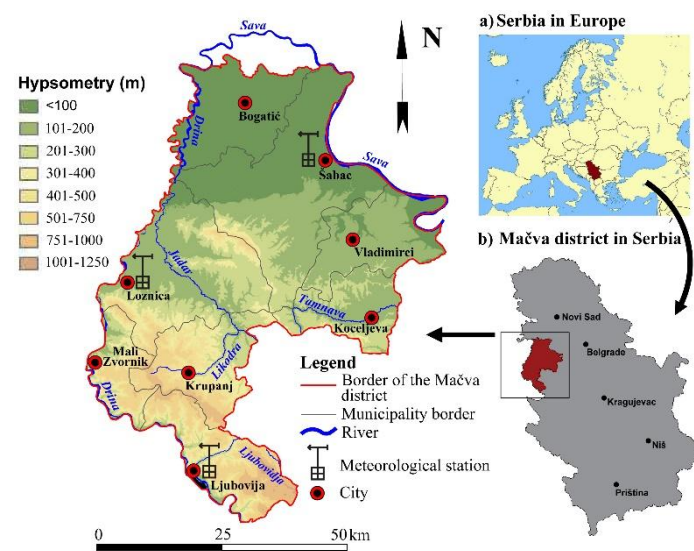 Hypsometry (m)
<100
101-200
201-300
301-400
401-500
501-750
751-1000
1001-1250
Sava
Drina
Bogatić
Šabac
Sava
Vladimirci
Jadar
Loznica
Tamnava
Koceljeva
Mali
Zvornik
Likodra
Krupanj
Drina
Ljubovidja
Ljubovija
N
Legend
Border of the Mačva
district
Municipality border
River
Meteorological station
City
0 25 50 km
a) Serbia in Europe
b) Mačva district in Serbia
Novi Sad
Belgrade
Kragujevac
Niš
Priština